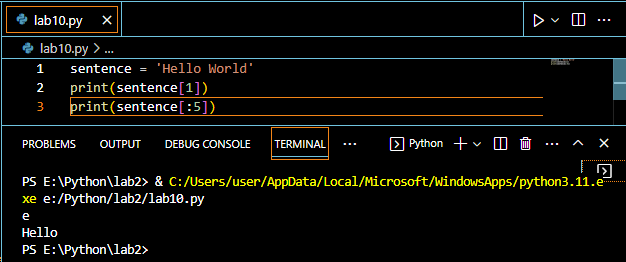 lab10.py
lab10.py > ...
1 sentence = 'Hello World'
2 print(sentence[1])
3 print(sentence[:5])
PROBLEMS OUTPUT DEBUG CONSOLE TERMINAL ... Python
PS E:\Python\lab2> & C:/Users/user/AppData/Local/Microsoft/WindowsApps/python3.11.e
xe e:/Python/lab2/lab10.py
e
Hello
PS E:\Python\lab2>